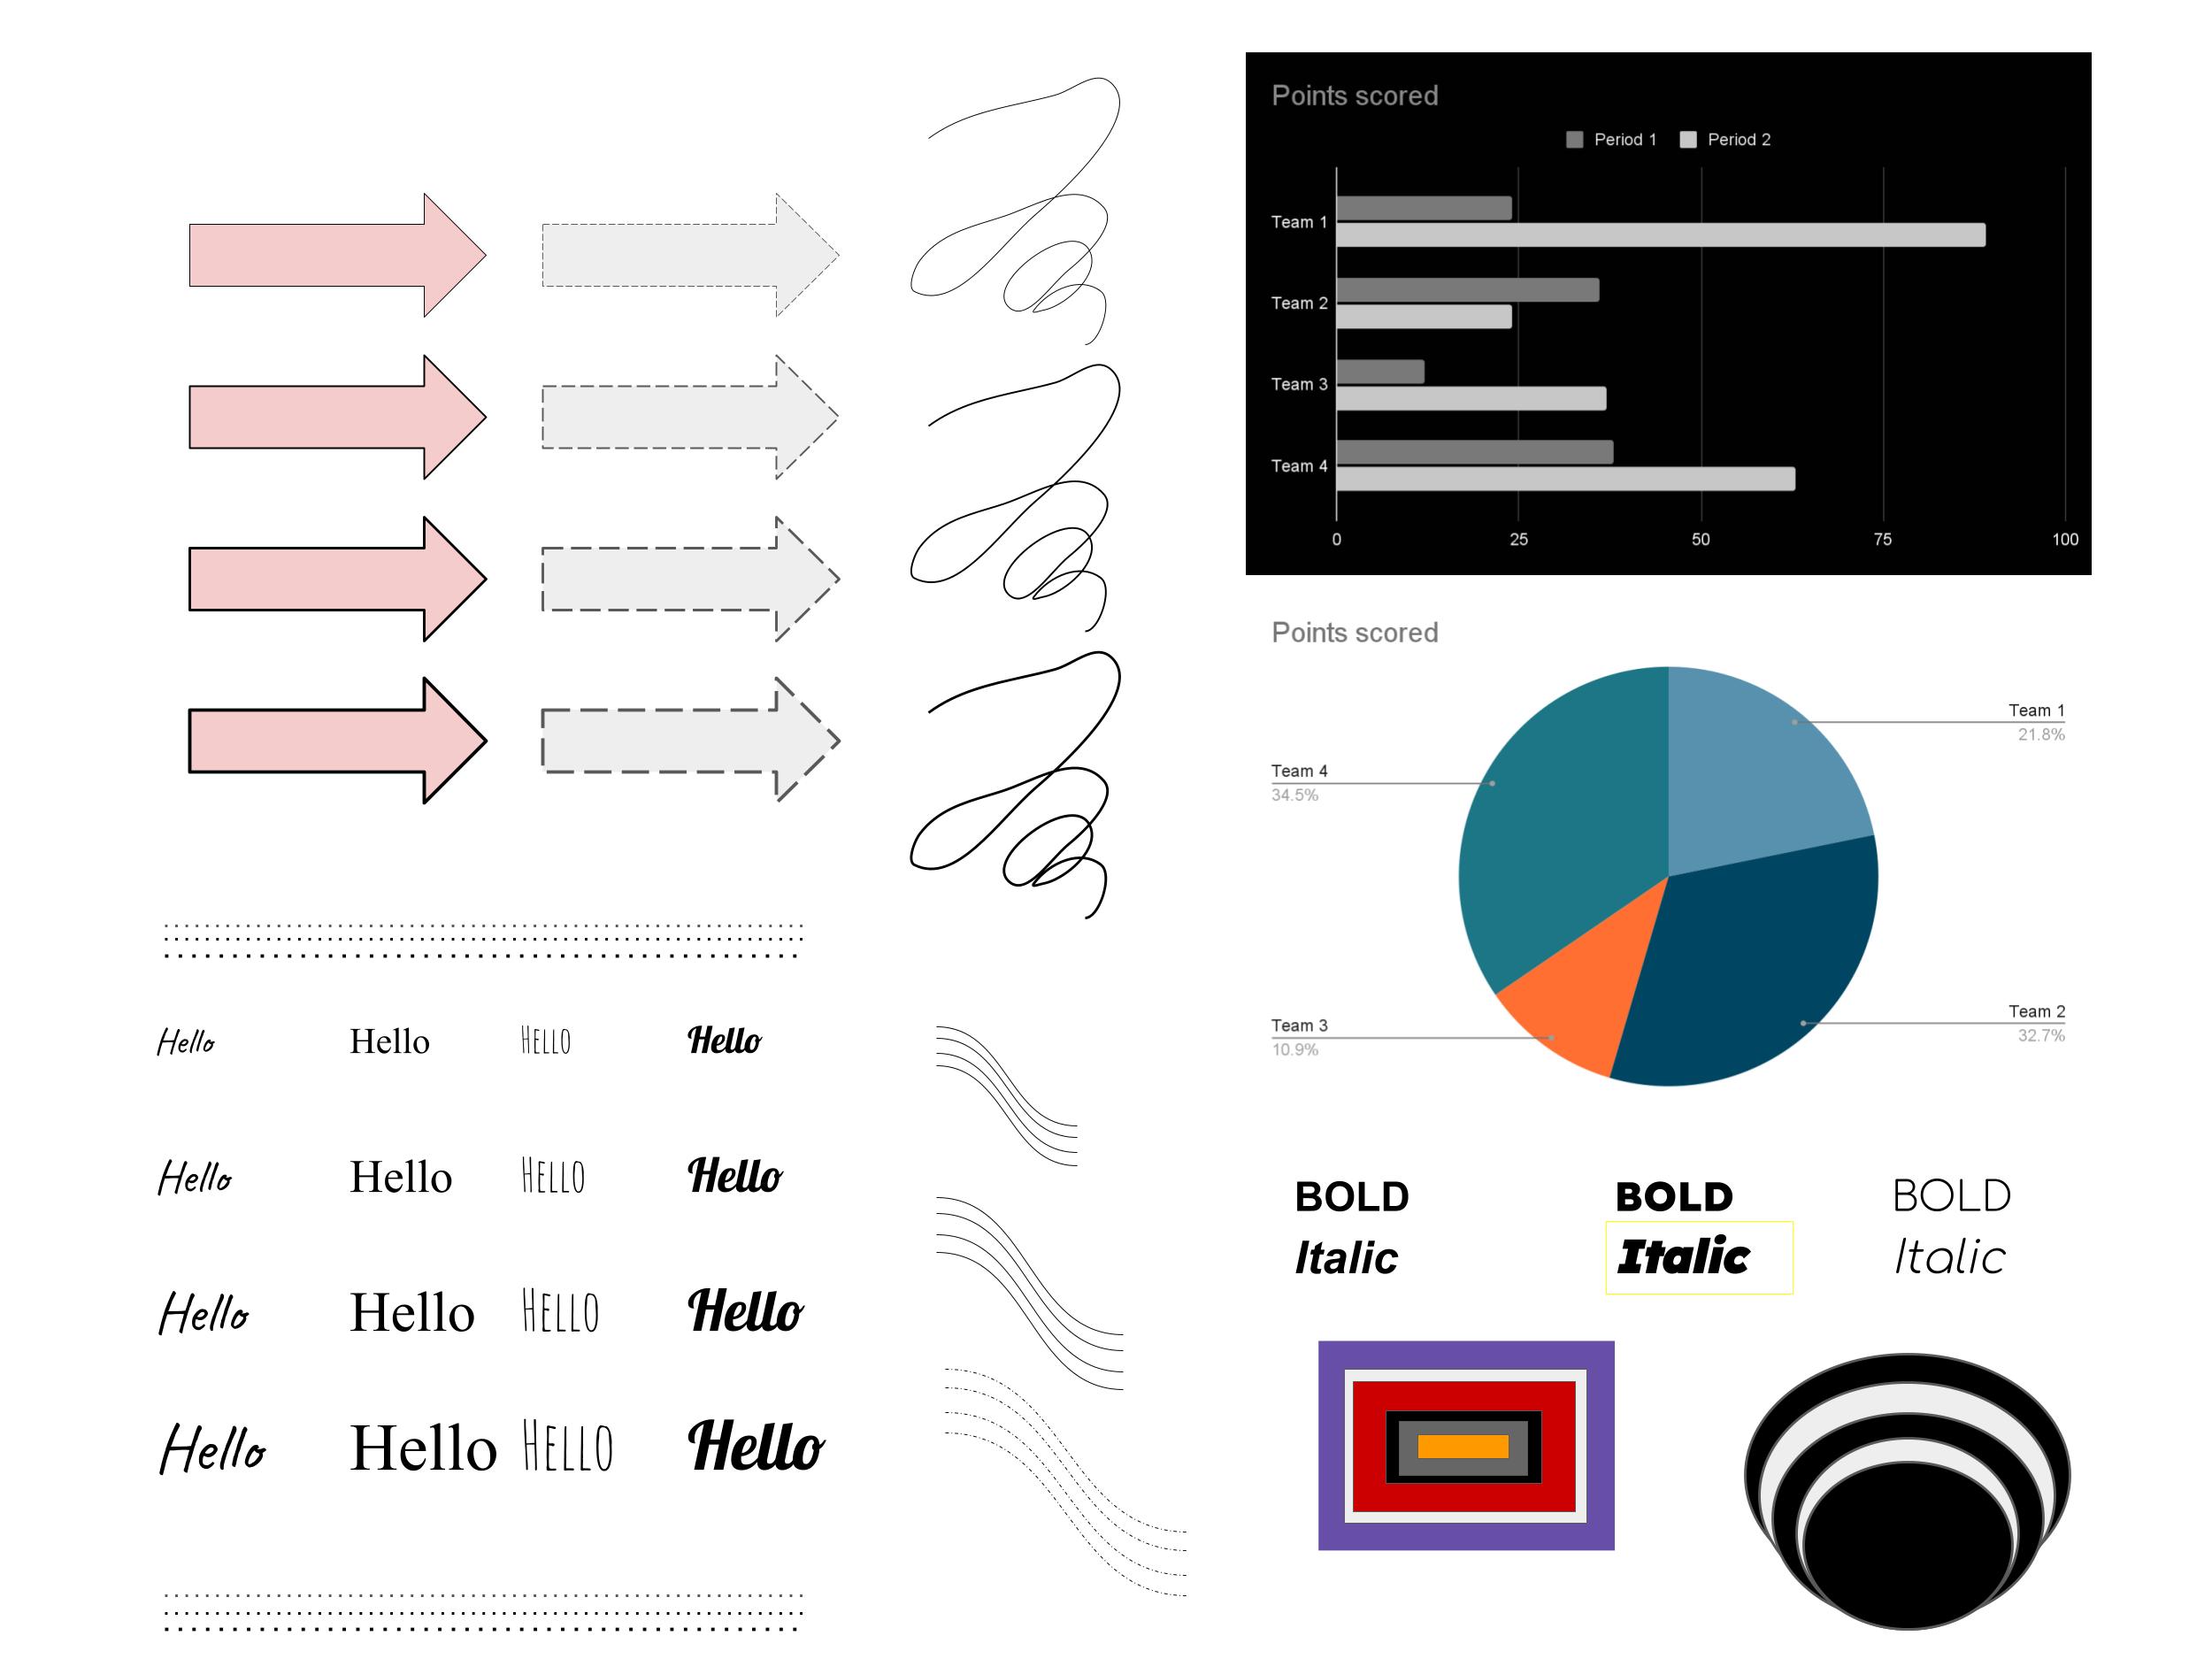 Points scored
Period 1 Period 2
Team 1
Team 2
Team 3
Team 4
0 25 50 75 100
Points scored
Team 1
21.8%
Team 4
34.5%
Team 2
32.7%
Team 3
10.9%
Hello Hello HELLO Hello
Hello Hello HELLO Hello
Hello Hello HELLO Hello
Hello Hello HELLO Hello
BOLD BOLD BOLD
Italic Italic Italic